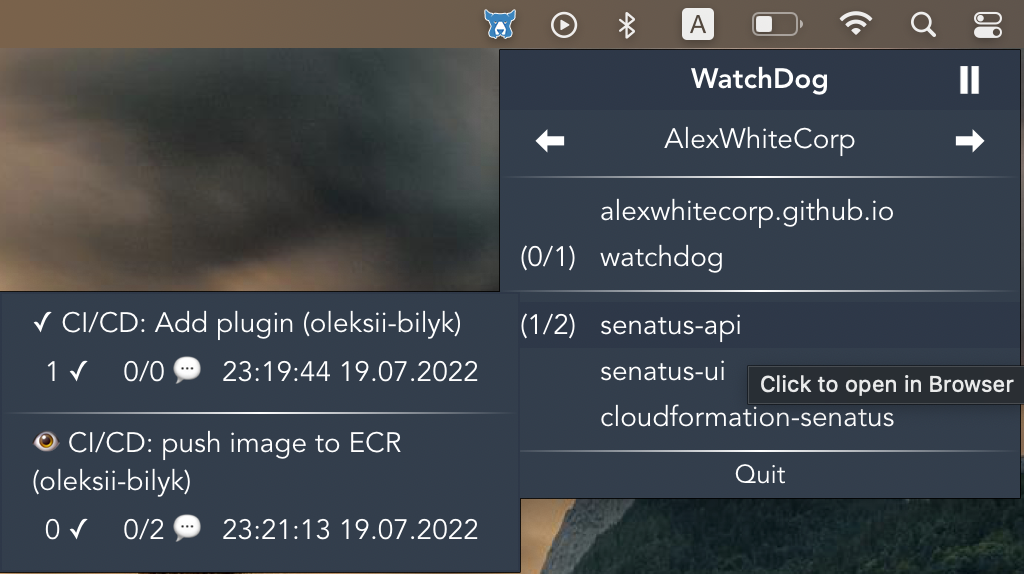 A
WatchDog
AlexWhiteCorp
alexwhitecorp.github.io
(0/1) watchdog
(1/2) senatus-api
senatus-ui
Click to open in Browser
cloudformation-senatus
Quit
✓ CI/CD: Add plugin (oleksii-bilyk)
1 ✓ 0/0 💬 23:19:44 19.07.2022
👁 CI/CD: push image to ECR
(oleksii-bilyk)
0 ✓ 0/2 💬 23:21:13 19.07.2022